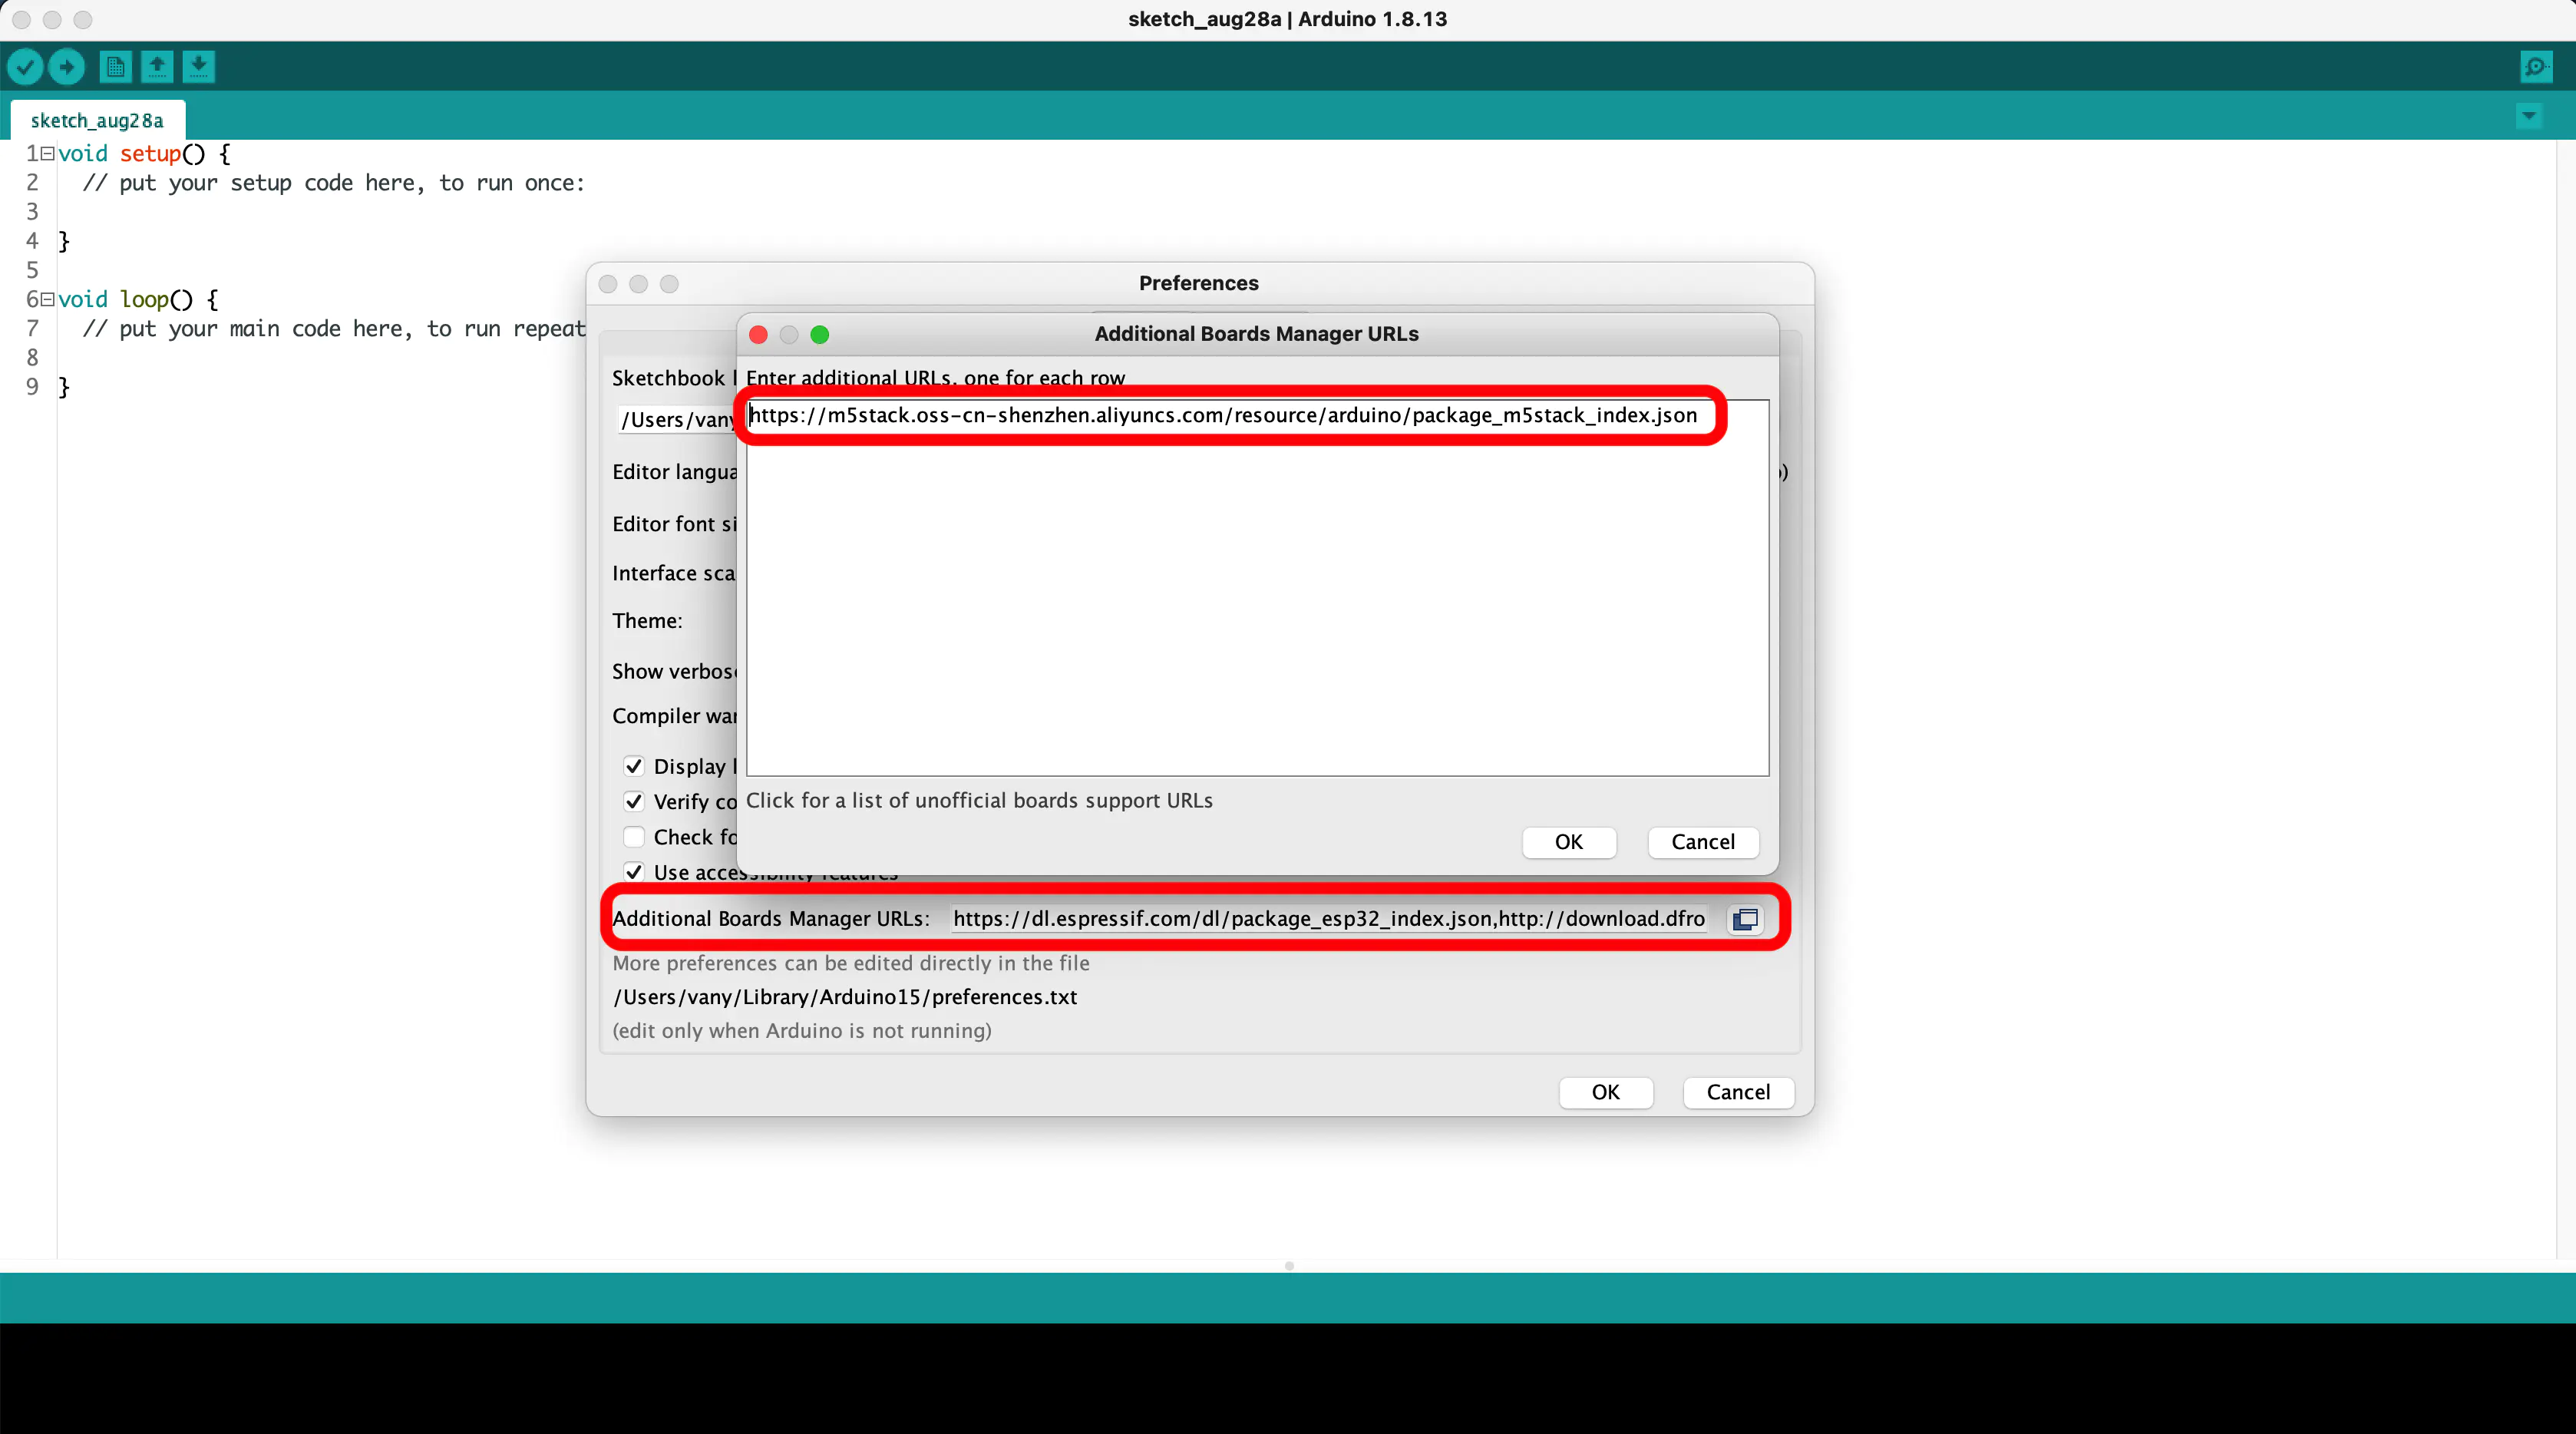 sketch_aug28a | Arduino 1.8.13
sketch_aug28a
1 void setup() {
2 // put your setup code here, to run once:
3
4 }
5
6 void loop() {
7 // put your main code here, to run repeat
8
9 }
Preferences
Additional Boards Manager URLs
Sketchbook l
Enter additional URLs, one for each row
/Users/vany
https://m5stack.oss-cn-shenzhen.aliyuncs.com/resource/arduino/package_m5stack_index.json
Editor langua
)
Editor font si
Interface sca
Theme:
Show verbos
Compiler war
Display l
Verify co
Click for a list of unofficial boards support URLs
Check fo
OK Cancel
Use accessibility features
Additional Boards Manager URLs: https://dl.espressif.com/dl/package_esp32_index.json,http://download.dfro
More preferences can be edited directly in the file
/Users/vany/Library/Arduino15/preferences.txt
(edit only when Arduino is not running)
OK Cancel